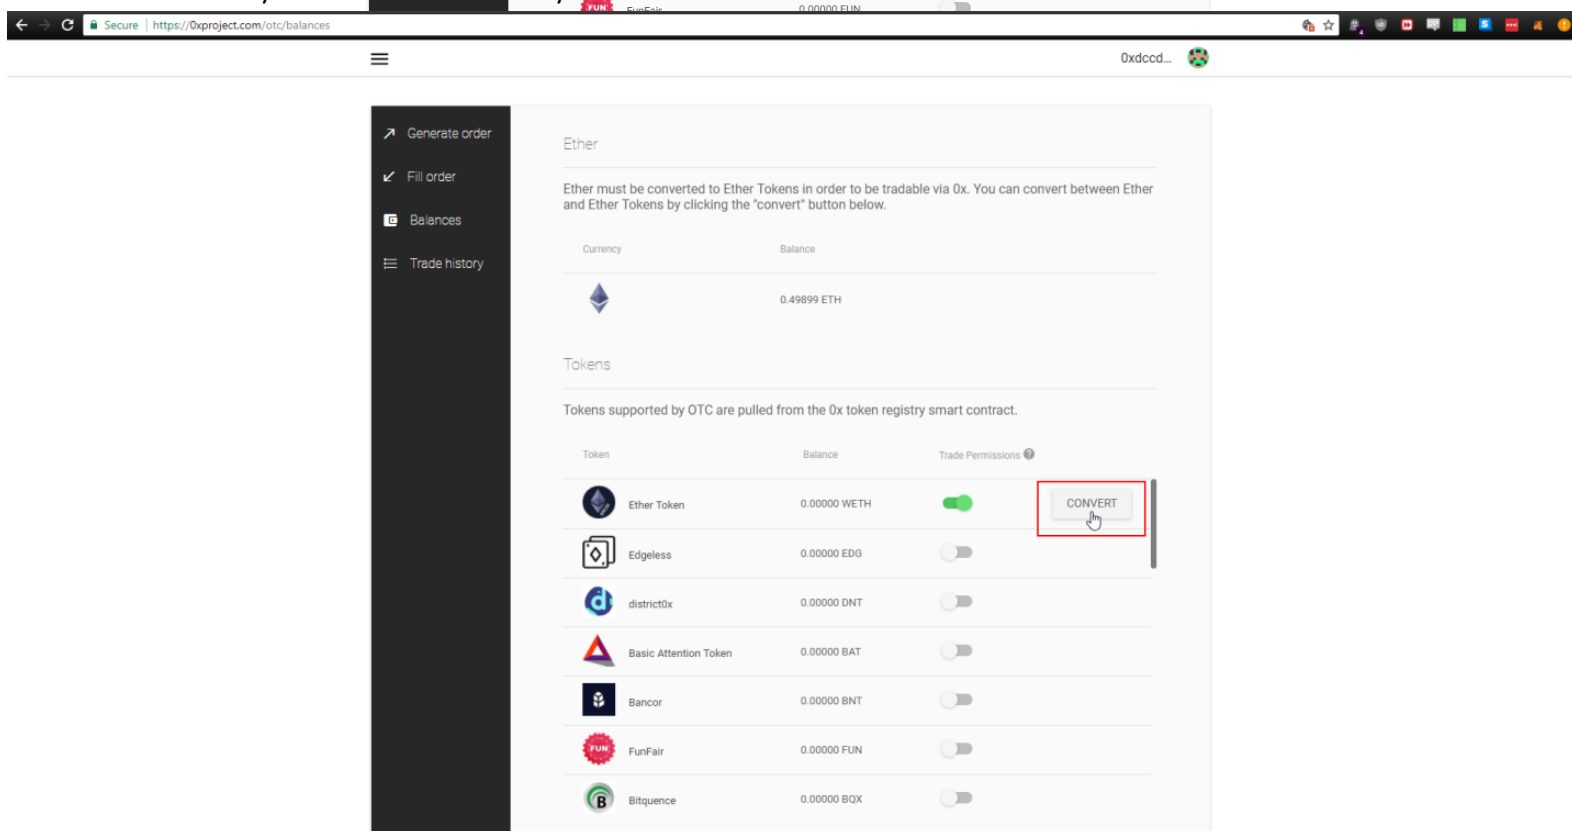 FUN FunFair 0.00000 FUN
Secure | https://0xproject.com/otc/balances
0xdccd...
Generate order
Fill order
Balances
Trade history
Ether
Ether must be converted to Ether Tokens in order to be tradable via 0x. You can convert between Ether
and Ether Tokens by clicking the "convert" button below.
Currency Balance
0.49899 ETH
Tokens
Tokens supported by OTC are pulled from the 0x token registry smart contract.
Token Balance Trade Permissions ?
Ether Token 0.00000 WETH CONVERT
Edgeless 0.00000 EDG
d district0x 0.00000 DNT
Basic Attention Token 0.00000 BAT
Bancor 0.00000 BNT
FUN FunFair 0.00000 FUN
B Bitquence 0.00000 BQX